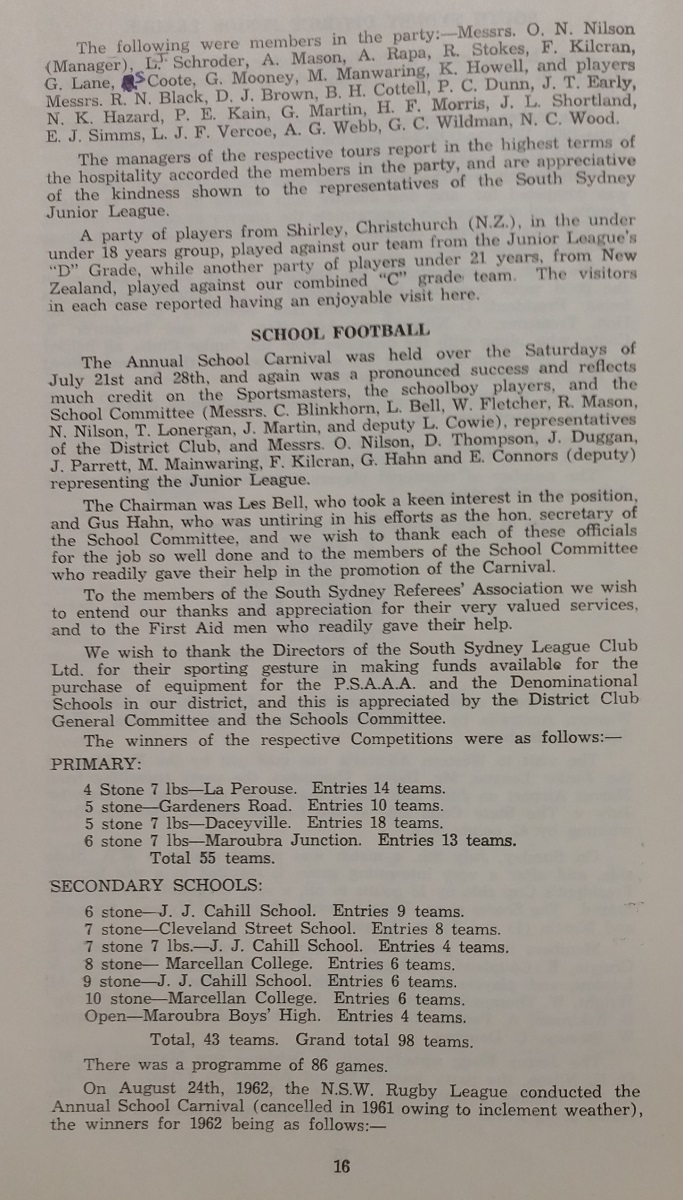 The following were members in the party:—Messrs. O. N. Nilson
(Manager), L. Schroder, A. Mason, A. Rapa, R. Stokes, F. Kilcran,
G. Lane, S Coote, G. Mooney, M. Manwaring, K. Howell, and players
Messrs. R. N. Black, D. J. Brown, B. H. Cottell, P. C. Dunn, J. T. Early,
N. K. Hazard, P. E. Kain, G. Martin, H. F. Morris, J. L. Shortland,
E. J. Simms, L. J. F. Vercoe, A. G. Webb, G. C. Wildman, N. C. Wood.
The managers of the respective tours report in the highest terms of
the hospitality accorded the members in the party, and are appreciative
of the kindness shown to the representatives of the South Sydney
Junior League.
A party of players from Shirley, Christchurch (N.Z.), in the under
under 18 years group, played against our team from the Junior League's
"D" Grade, while another party of players under 21 years, from New
Zealand, played against our combined "C" grade team. The visitors
in each case reported having an enjoyable visit here.
SCHOOL FOOTBALL
The Annual School Carnival was held over the Saturdays of
July 21st and 28th, and again was a pronounced success and reflects
much credit on the Sportsmasters, the schoolboy players, and the
School Committee (Messrs. C. Blinkhorn, L. Bell, W. Fletcher, R. Mason,
N. Nilson, T. Lonergan, J. Martin, and deputy L. Cowie), representatives
of the District Club, and Messrs. O. Nilson, D. Thompson, J. Duggan,
J. Parrett, M. Mainwaring, F. Kilcran, G. Hahn and E. Connors (deputy)
representing the Junior League.
The Chairman was Les Bell, who took a keen interest in the position,
and Gus Hahn, who was untiring in his efforts as the hon. secretary of
the School Committee, and we wish to thank each of these officials
for the job so well done and to the members of the School Committee
who readily gave their help in the promotion of the Carnival.
To the members of the South Sydney Referees' Association we wish
to entend our thanks and appreciation for their very valued services,
and to the First Aid men who readily gave their help.
We wish to thank the Directors of the South Sydney League Club
Ltd. for their sporting gesture in making funds available for the
purchase of equipment for the P.S.A.A.A. and the Denominational
Schools in our district, and this is appreciated by the District Club
General Committee and the Schools Committee.
The winners of the respective Competitions were as follows:—
PRIMARY:
4 Stone 7 lbs—La Perouse. Entries 14 teams.
5 stone—Gardeners Road. Entries 10 teams.
5 stone 7 lbs—Daceyville. Entries 18 teams.
6 stone 7 lbs—Maroubra Junction. Entries 13 teams.
Total 55 teams.
SECONDARY SCHOOLS:
6 stone—J. J. Cahill School. Entries 9 teams.
7 stone—Cleveland Street School. Entries 8 teams.
7 stone 7 lbs.—J. J. Cahill School. Entries 4 teams.
8 stone— Marcellan College. Entries 6 teams.
9 stone—J. J. Cahill School. Entries 6 teams.
10 stone—Marcellan College. Entries 6 teams.
Open—Maroubra Boys' High. Entries 4 teams.
Total, 43 teams. Grand total 98 teams.
There was a programme of 86 games.
On August 24th, 1962, the N.S.W. Rugby League conducted the
Annual School Carnival (cancelled in 1961 owing to inclement weather),
the winners for 1962 being as follows:—
16